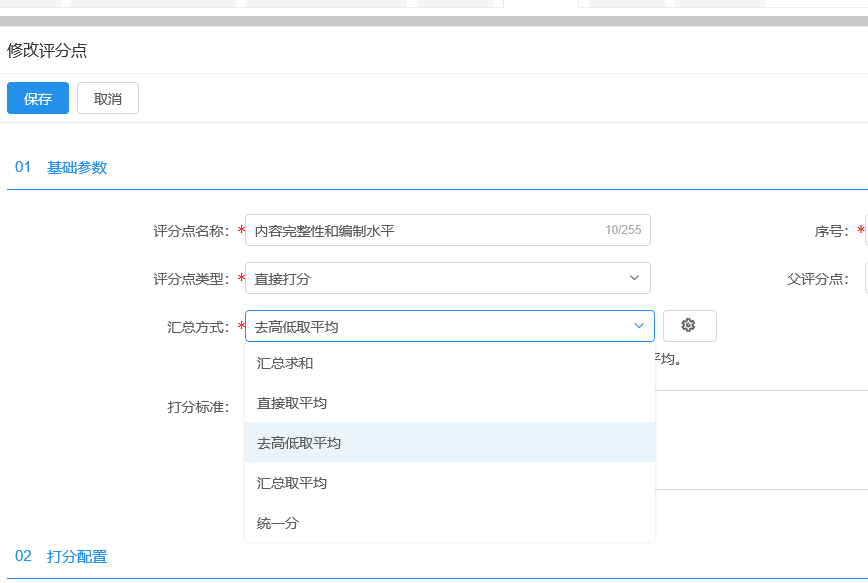 修改评分点
保存 取消
01 基础参数
评分点名称：*内容完整性和编制水平 10/255 序号：*
评分点类型：*直接打分 父评分点：
汇总方式：*去高低取平均
汇总求和 平均。
直接取平均
打分标准：
去高低取平均
汇总取平均
统一分
02 打分配置